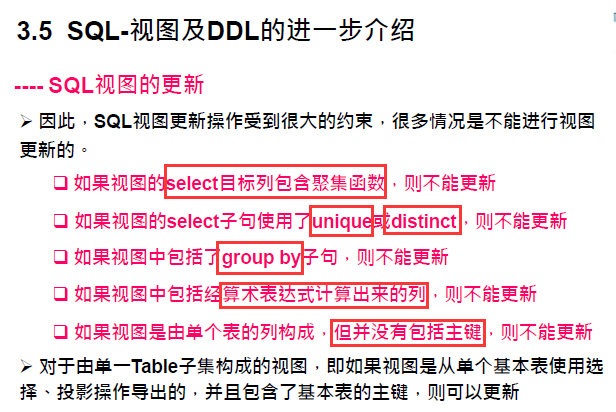 3.5 SQL-视图及DDL的进一步介绍
---- SQL视图的更新
➢ 因此，SQL视图更新操作受到很大的约束，很多情况是不能进行视图
更新的。
❑ 如果视图的select目标列包含聚集函数，则不能更新
❑ 如果视图的select子句使用了unique或distinct，则不能更新
❑ 如果视图中包括了group by子句，则不能更新
❑ 如果视图中包括经算术表达式计算出来的列，则不能更新
❑ 如果视图是由单个表的列构成，但并没有包括主键，则不能更新
➢ 对于由单一Table子集构成的视图，即如果视图是从单个基本表使用选
择、投影操作导出的，并且包含了基本表的主键，则可以更新